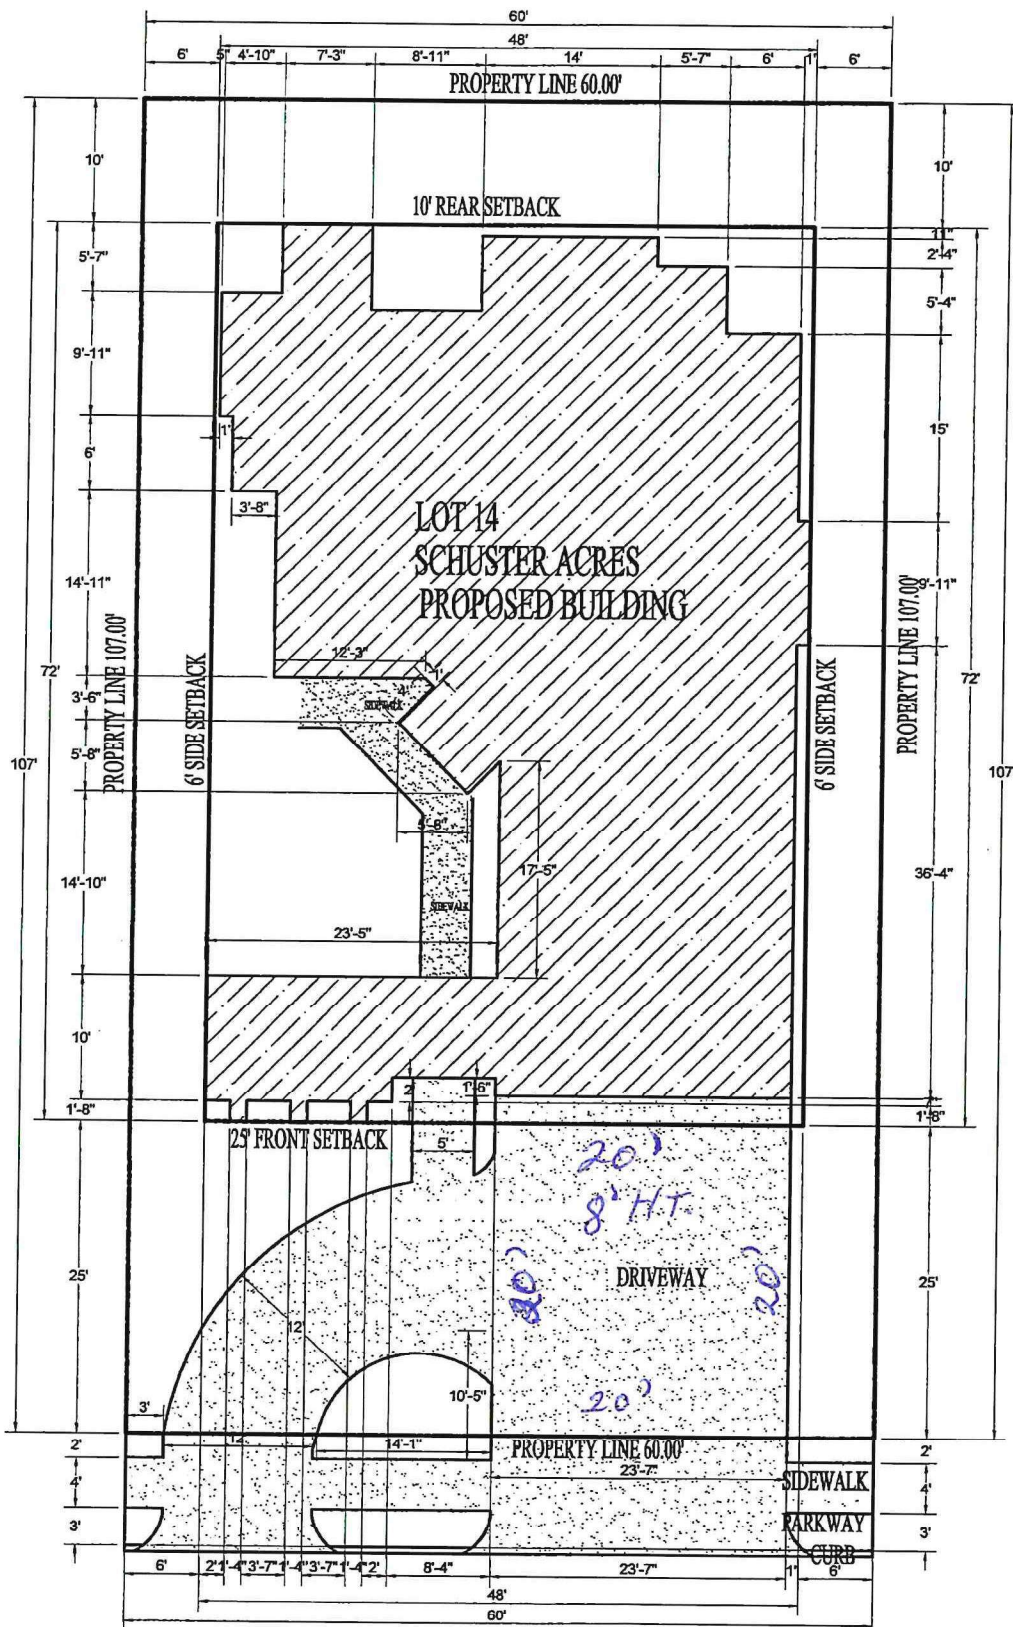 60'
48'
6' 5" 4'-10" 7'-3" 8'-11" 14' 5'-7" 6' 1' 6'
PROPERTY LINE 60.00'
10' 10'
10' REAR SETBACK
11"
5'-7" 2'-4"
5'-4"
9'-11"
1' 15'
6'
3'-8"
LOT 14
SCHUSTER ACRES
PROPOSED BUILDING
14'-11" 9'-11"
PROPERTY LINE 107.00'
PROPERTY LINE 107.00'
12'-3"
1'
72' 72'
3'-6" 4' SIDEWALK
6' SIDE SETBACK
6' SIDE SETBACK
5'-8"
107' 107'
5'-8"
14'-10" 17'-5" 36'-4"
SIDEWALK
23'-5"
10'
2' 1'-6"
1'-8" 1'-8"
25' FRONT SETBACK
5'
20'
8' HT.
20' 20'
DRIVEWAY
25' 25'
12'
20'
10'-5"
3'
12' 14'-1"
PROPERTY LINE 60.00'
2' 2'
23'-7"
SIDEWALK
4' 4'
PARKWAY
3' 3'
CURB
6' 2' 1'-4" 3'-7" 1'-4" 3'-7" 1'-4" 2' 8'-4" 23'-7" 1' 6'
48'
60'